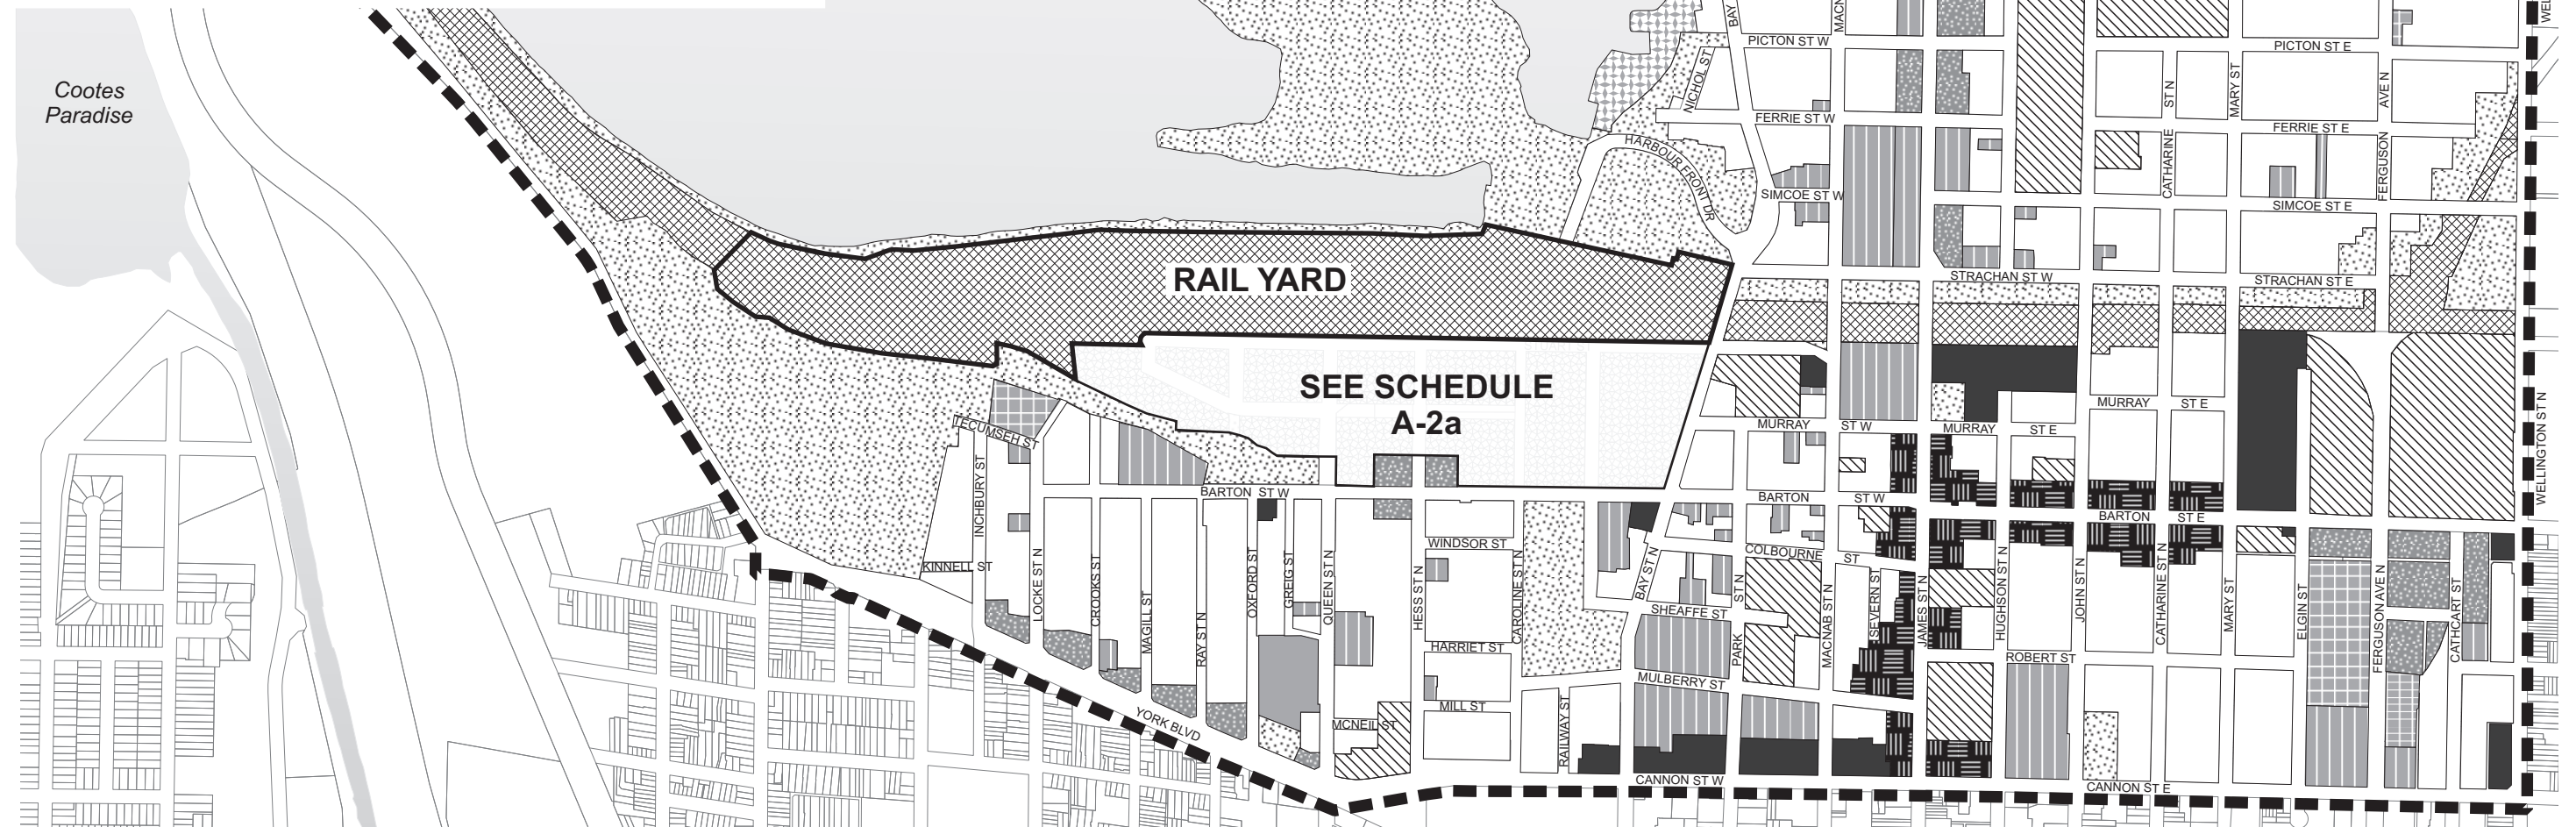 BAY
MACN
WEL
PICTON ST W
PICTON ST E
Cootes
Paradise
NICHOL ST
ST N
MARY ST
AVE N
FERRIE ST W
FERRIE ST E
HARBOUR FRONT DR
CATHARINE
FERGUSON
SIMCOE ST W
SIMCOE ST E
RAIL YARD
STRACHAN ST W
STRACHAN ST E
SEE SCHEDULE
A-2a
MURRAY
ST E
TECUMSEH ST
MURRAY
ST W
MURRAY
ST E
WELLINGTON ST N
INCHBURY ST
BARTON ST W
BARTON
ST W
BARTON
ST E
WINDSOR ST
COLBOURNE
ST
KINNELL ST
LOCKE ST N
CROOKS ST
MAGILL ST
RAY ST N
OXFORD ST
GREIG ST
QUEEN ST N
HESS ST N
CAROLINE ST N
BAY ST N
SHEAFFE ST
ST N
PARK
MACNAB ST N
SEVERN ST
JAMES ST N
HUGHSON ST N
JOHN ST N
CATHARINE ST N
MARY ST
ELGIN ST
FERGUSON AVE N
CATHCART ST
HARRIET ST
ROBERT ST
MULBERRY ST
MILL ST
YORK BLVD
MCNEIL ST
RAILWAY ST
CANNON ST W
CANNON ST E